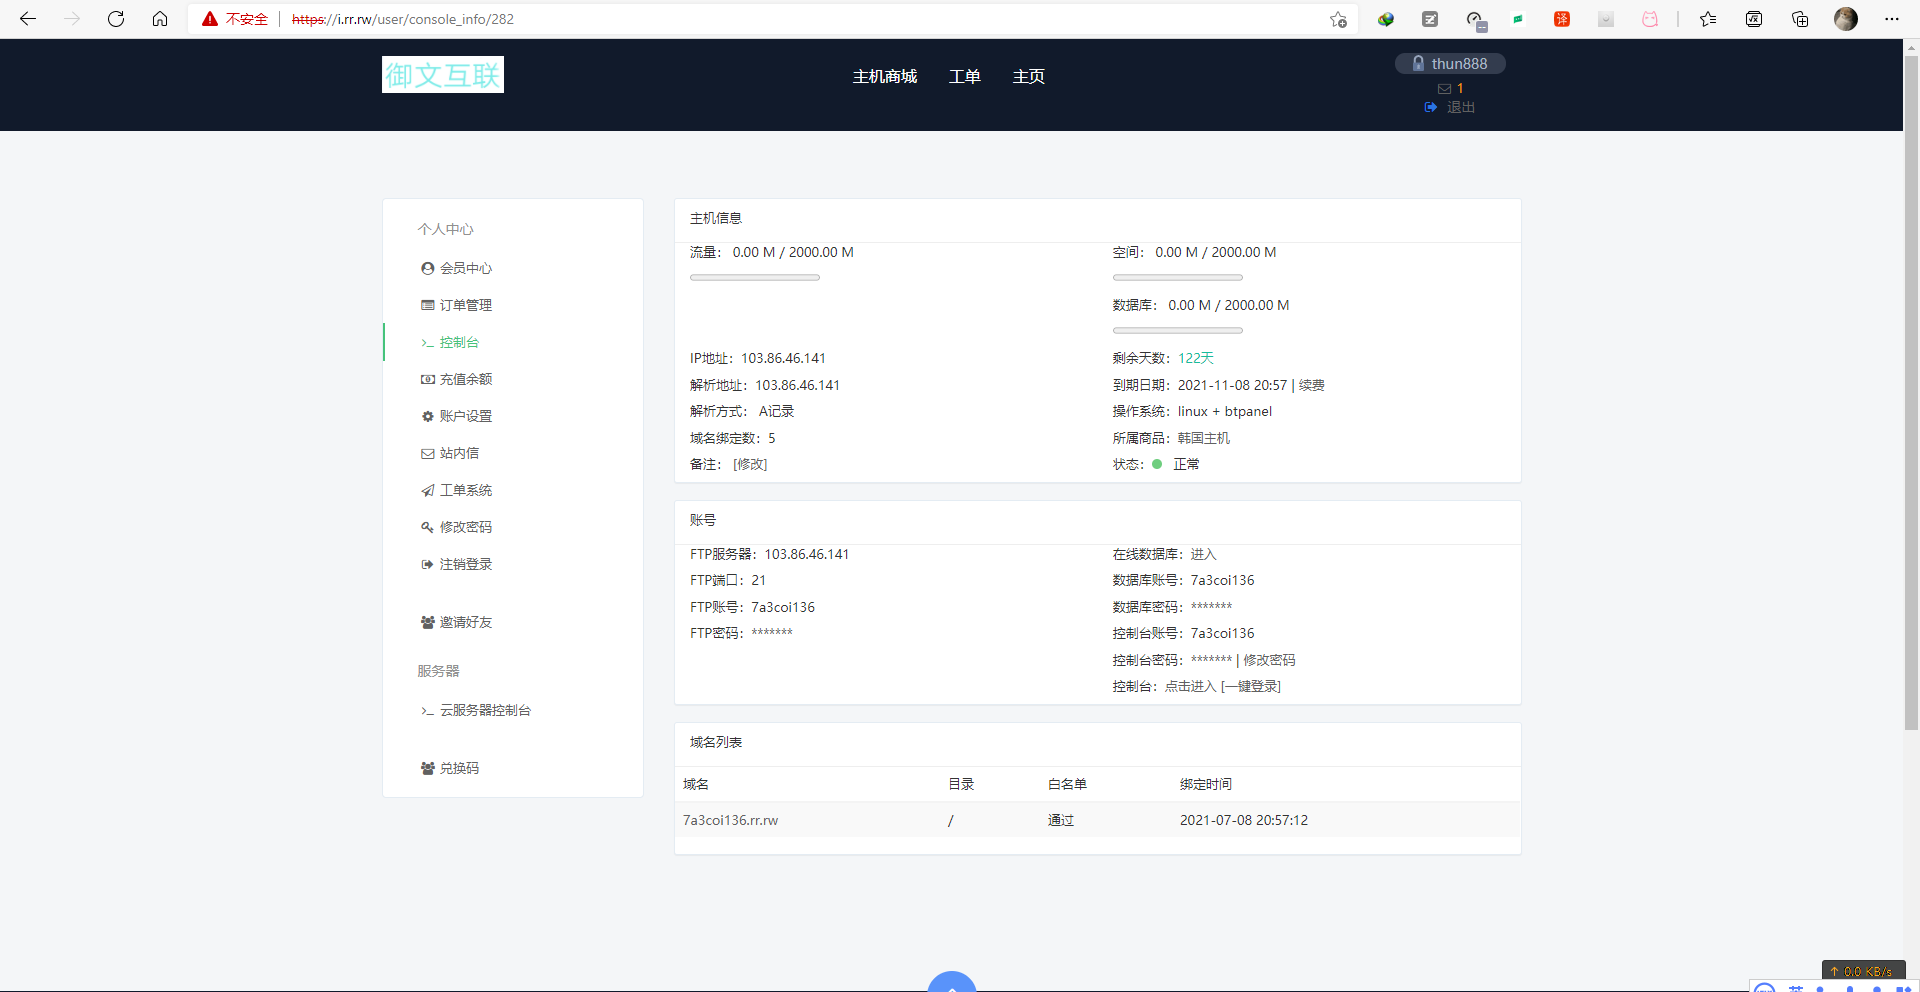 不安全 https://i.rr.rw/user/console_info/282
御文互联
主机商城 工单 主页
thun888
1
退出
个人中心
会员中心
订单管理
控制台
充值余额
账户设置
站内信
工单系统
修改密码
注销登录
邀请好友
服务器
云服务器控制台
兑换码
主机信息
流量： 0.00 M / 2000.00 M
空间： 0.00 M / 2000.00 M
数据库： 0.00 M / 2000.00 M
IP地址：103.86.46.141
剩余天数：122天
解析地址：103.86.46.141
到期日期：2021-11-08 20:57 | 续费
解析方式： A记录
操作系统：linux + btpanel
域名绑定数：5
所属商品：韩国主机
备注： [修改]
状态： 正常
账号
FTP服务器：103.86.46.141
在线数据库：进入
FTP端口：21
数据库账号：7a3coi136
FTP账号：7a3coi136
数据库密码：*******
FTP密码：*******
控制台账号：7a3coi136
控制台密码：******* | 修改密码
控制台：点击进入 [一键登录]
域名列表
域名 目录 白名单 绑定时间
7a3coi136.rr.rw / 通过 2021-07-08 20:57:12
↑ 0.0 KB/s